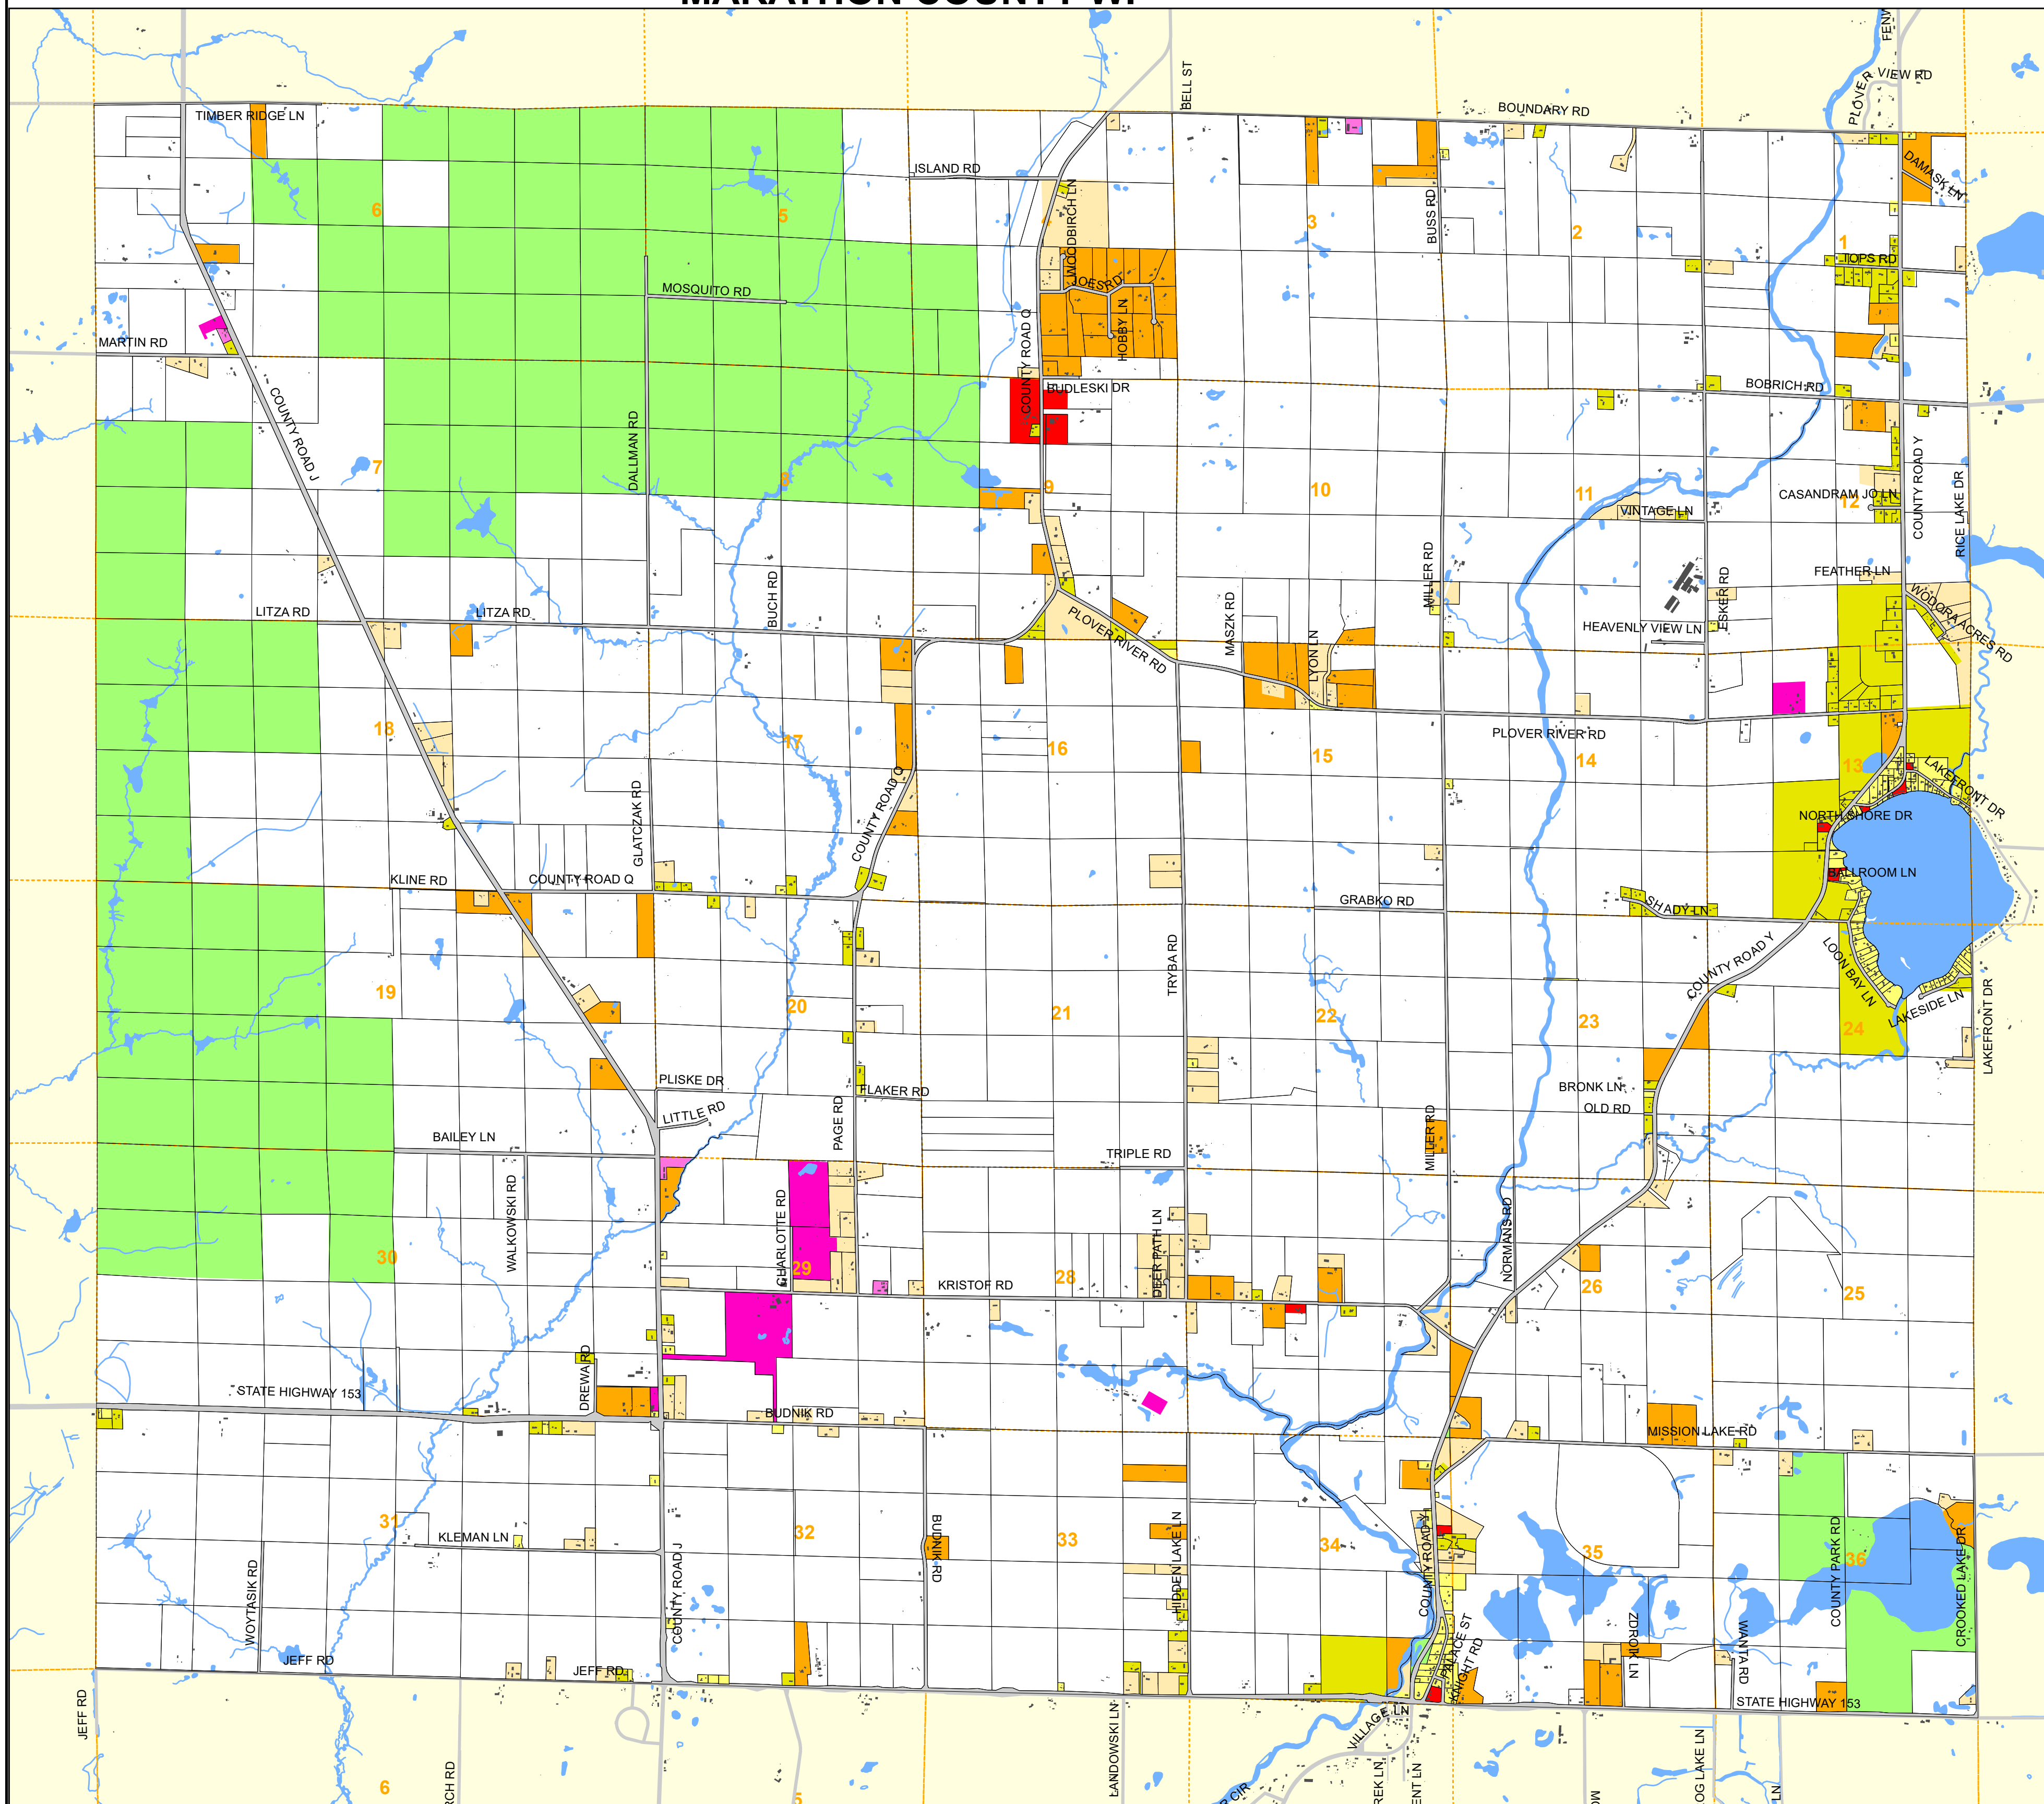 MARATHON COUNTY WI
BELL ST
PLOVER VIEW RD
BOUNDARY RD
TIMBER RIDGE LN
ISLAND RD
DAMASK LN
WOODBIRCH LN
BUSS RD
6
5
3
2
1
TOPS RD
MOSQUITO RD
JOES RD
HOBBY LN
COUNTY ROAD Q
MARTIN RD
COUNTY ROAD J
BUDLESKI DR
BOBRICH RD
DALLMAN RD
7
8
9
10
11
12
CASANDRAM JO LN
COUNTY ROAD Y
RICE LAKE DR
VINTAGE LN
MILLER RD
FEATHER LN
BUCH RD
MASZK RD
ESKER RD
WODORA ACRES RD
LITZA RD
LITZA RD
PLOVER RIVER RD
LYON LN
HEAVENLY VIEW LN
18
17
16
15
14
13
PLOVER RIVER RD
LAKEFRONT DR
GLATCZAK RD
COUNTY ROAD Q
NORTH SHORE DR
KLINE RD
COUNTY ROAD Q
BALLROOM LN
GRABKO RD
SHADY LN
TRYBA RD
COUNTY ROAD Y
LOON BAY LN
LAKESIDE LN
LAKEFRONT DR
19
20
21
22
23
24
PLISKE DR
FLAKER RD
BRONK LN
LITTLE RD
OLD RD
PAGE RD
MILLER RD
BAILEY LN
TRIPLE RD
WALKOWSKI RD
CHARLOTTE RD
DEER PATH LN
NORMANS RD
30
29
28
26
25
KRISTOF RD
DREWA RD
STATE HIGHWAY 153
BUDNIK RD
MISSION LAKE RD
31
32
33
34
35
36
KLEMAN LN
BUDNIK RD
HIDDEN LAKE LN
COUNTY ROAD Y
COUNTY PARK RD
CROOKED LAKE DR
WOYTASIK RD
COUNTY ROAD J
PALACE ST
KNIGHT RD
ZDROIK LN
WANTA RD
JEFF RD
JEFF RD
STATE HIGHWAY 153
JEFF RD
LANDOWSKI LN
VILLAGE LN
6
5